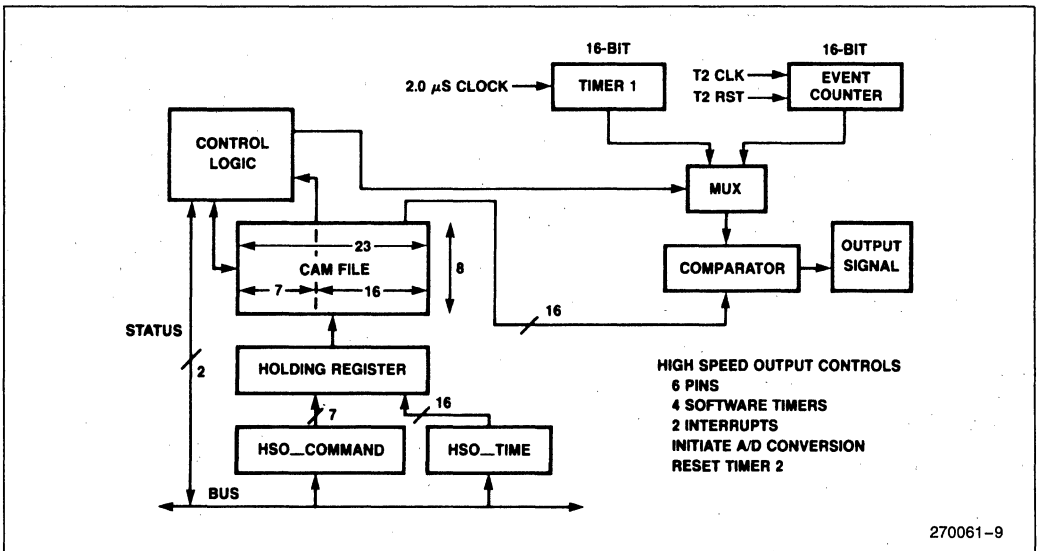 16-BIT
16-BIT
2.0 μS CLOCK
TIMER 1
T2 CLK
T2 RST
EVENT
COUNTER
CONTROL
LOGIC
MUX
23
CAM FILE
7
16
8
COMPARATOR
OUTPUT
SIGNAL
16
STATUS
2
HOLDING REGISTER
7
16
HSO__COMMAND
HSO__TIME
BUS
HIGH SPEED OUTPUT CONTROLS
6 PINS
4 SOFTWARE TIMERS
2 INTERRUPTS
INITIATE A/D CONVERSION
RESET TIMER 2
270061-9